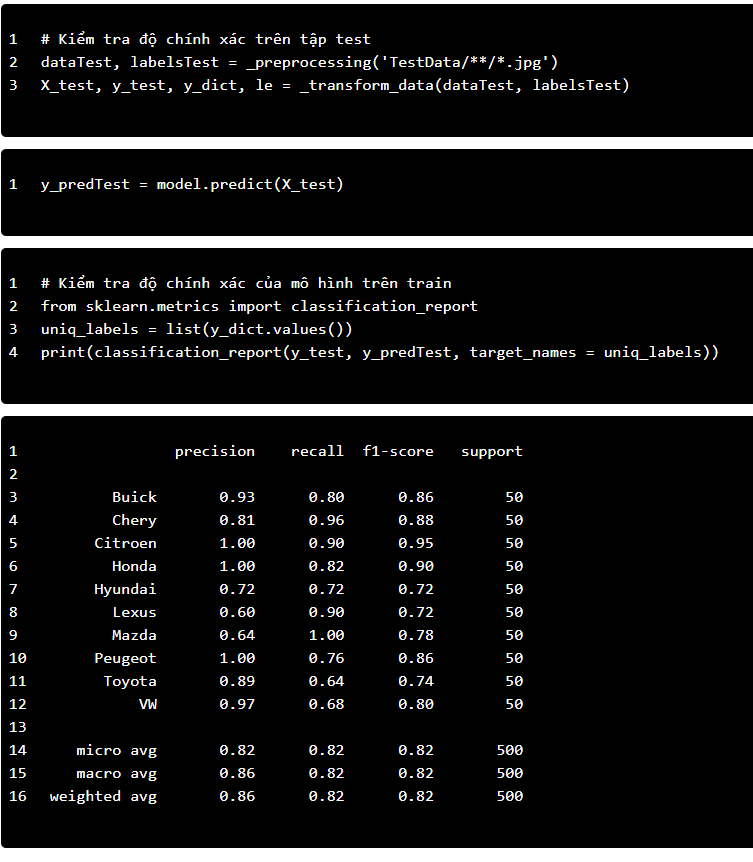 1 # Kiểm tra độ chính xác trên tập test
2 dataTest, labelsTest = _preprocessing('TestData/**/*.jpg')
3 X_test, y_test, y_dict, le = _transform_data(dataTest, labelsTest)
1 y_predTest = model.predict(X_test)
1 # Kiểm tra độ chính xác của mô hình trên train
2 from sklearn.metrics import classification_report
3 uniq_labels = list(y_dict.values())
4 print(classification_report(y_test, y_predTest, target_names = uniq_labels))
1 precision recall f1-score support
2
3 Buick 0.93 0.80 0.86 50
4 Chery 0.81 0.96 0.88 50
5 Citroen 1.00 0.90 0.95 50
6 Honda 1.00 0.82 0.90 50
7 Hyundai 0.72 0.72 0.72 50
8 Lexus 0.60 0.90 0.72 50
9 Mazda 0.64 1.00 0.78 50
10 Peugeot 1.00 0.76 0.86 50
11 Toyota 0.89 0.64 0.74 50
12 VW 0.97 0.68 0.80 50
13
14 micro avg 0.82 0.82 0.82 500
15 macro avg 0.86 0.82 0.82 500
16 weighted avg 0.86 0.82 0.82 500